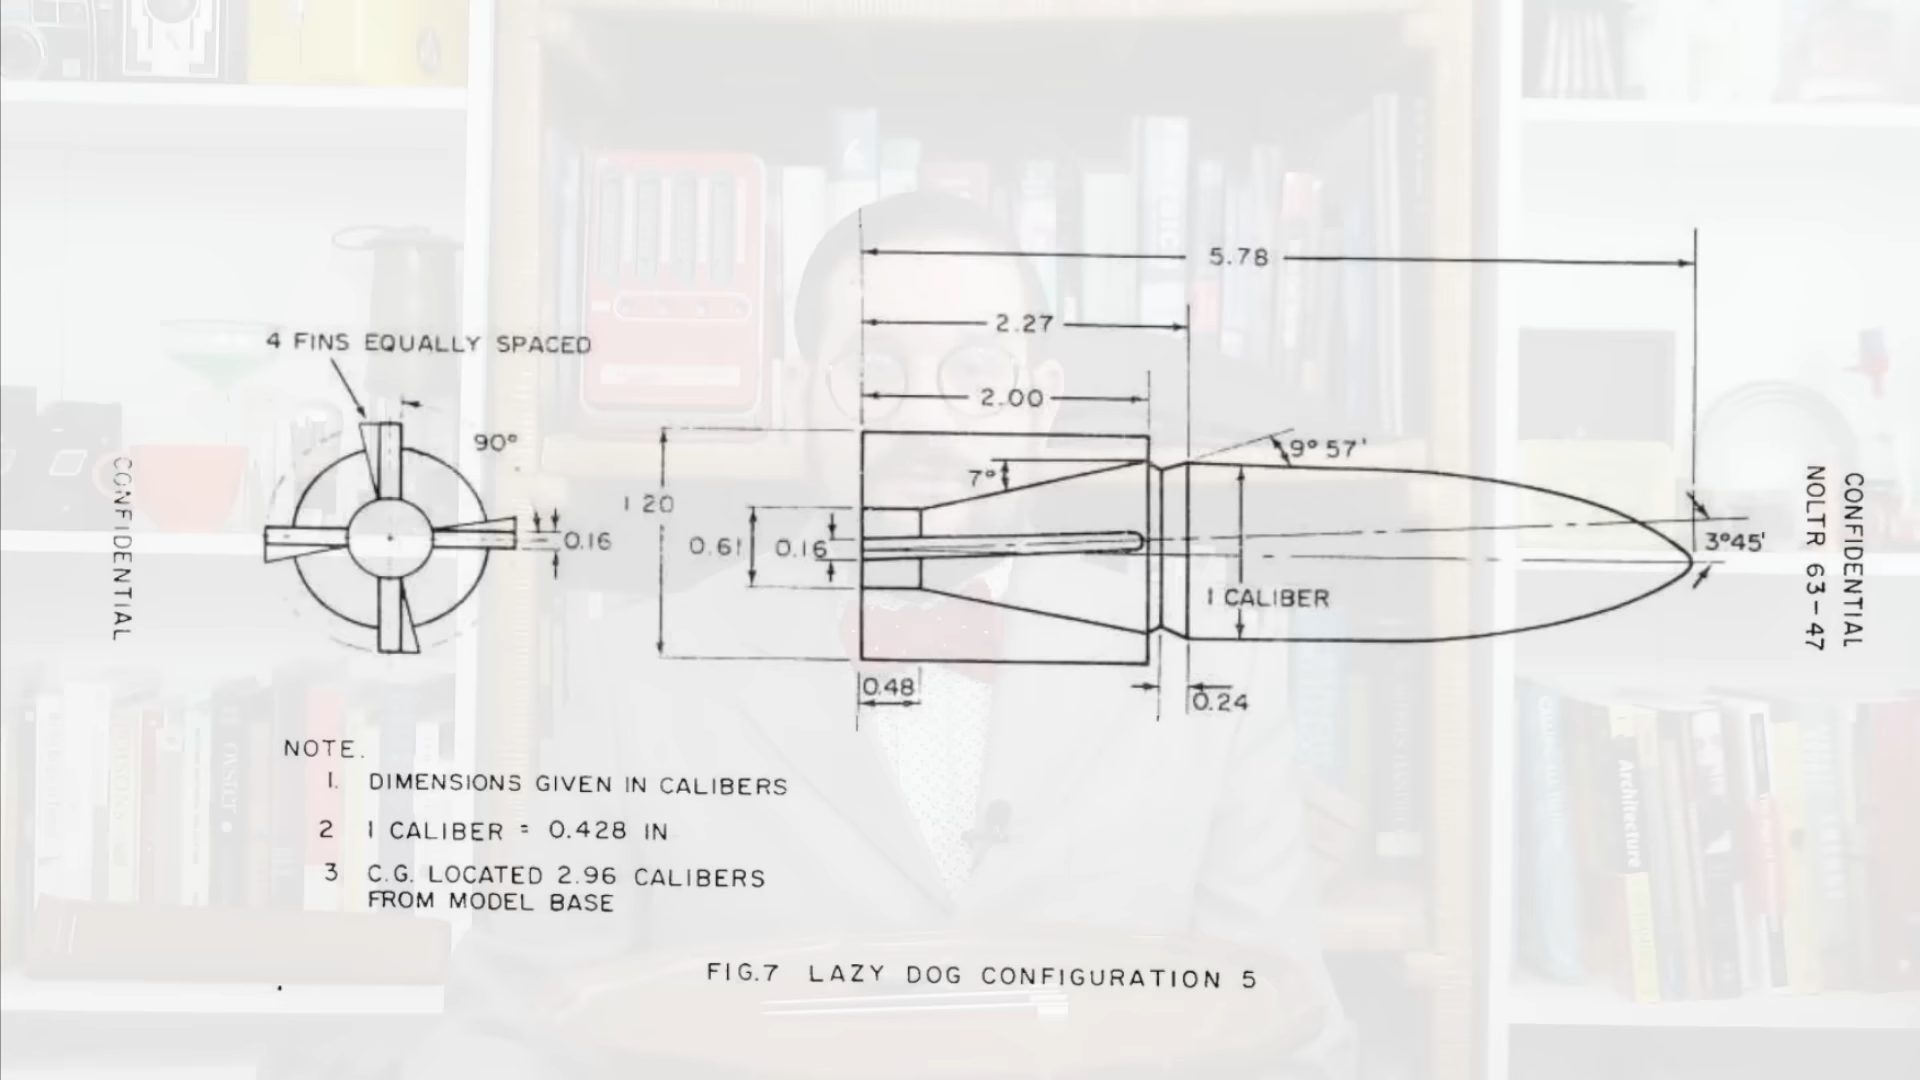 5.78
2.27
4 FINS EQUALLY SPACED
2.00
90°
9° 57'
7°
1.20
0.16
0.61
0.16
3°45'
1 CALIBER
0.48
0.24
CONFIDENTIAL
CONFIDENTIAL
NOLTR 63-47
NOTE.
1. DIMENSIONS GIVEN IN CALIBERS
2 1 CALIBER = 0.428 IN
3 C.G. LOCATED 2.96 CALIBERS
FROM MODEL BASE
FIG.7 LAZY DOG CONFIGURATION 5
Architecture